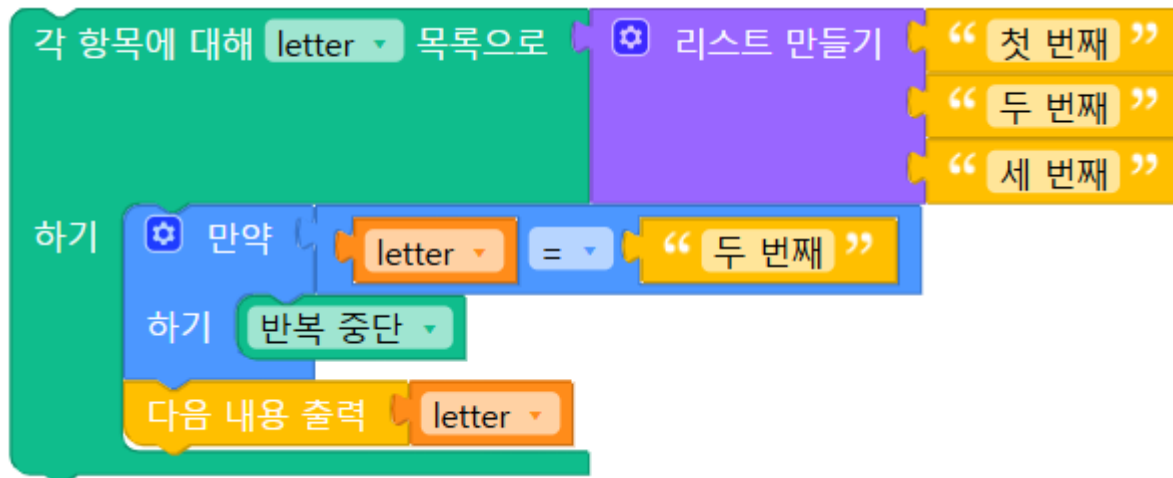 각 항목에 대해 letter 목록으로 리스트 만들기 “ 첫 번째 ”
“ 두 번째 ”
“ 세 번째 ”
하기 만약 letter = “ 두 번째 ”
하기 반복 중단
다음 내용 출력 letter